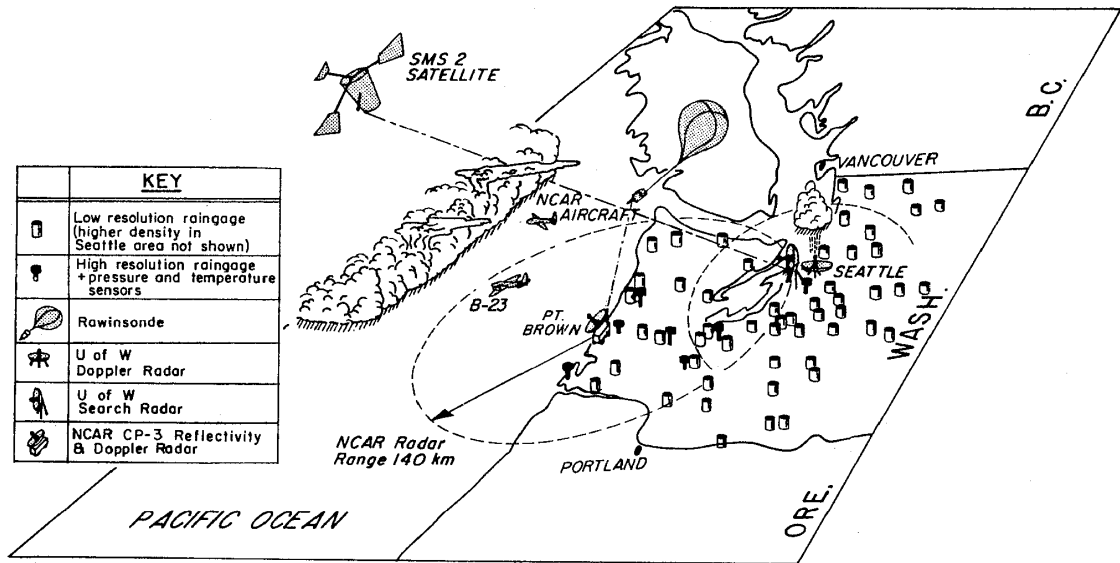 SMS 2
SATELLITE
B.C.
VANCOUVER
KEY
Low resolution raingage
(higher density in
Seattle area not shown)
High resolution raingage
+ pressure and temperature
sensors
Rawinsonde
U of W
Doppler Radar
U of W
Search Radar
NCAR CP-3 Reflectivity
& Doppler Radar
NCAR
AIRCRAFT
SEATTLE
B-23
PT.
BROWN
WASH.
NCAR Radar
Range 140 km
PORTLAND
ORE.
PACIFIC OCEAN